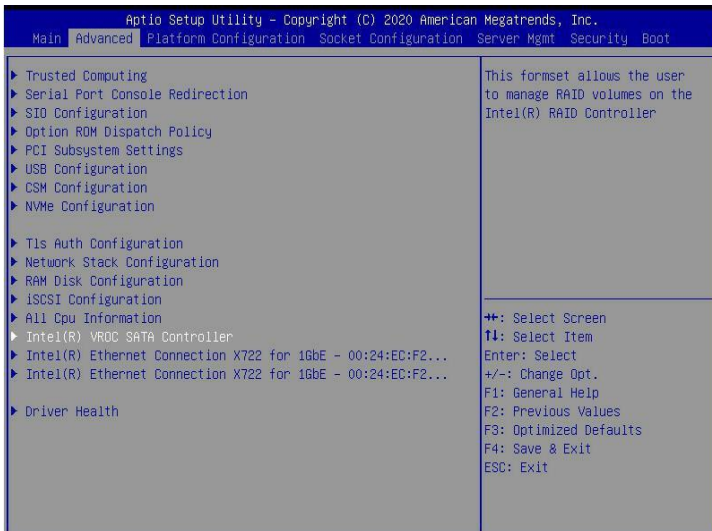 Aptio Setup Utility – Copyright (C) 2020 American Megatrends, Inc.
Main Advanced Platform Configuration Socket Configuration Server Mgmt Security Boot
Trusted Computing
Serial Port Console Redirection
SIO Configuration
Option ROM Dispatch Policy
PCI Subsystem Settings
USB Configuration
CSM Configuration
NVMe Configuration
Tls Auth Configuration
Network Stack Configuration
RAM Disk Configuration
iSCSI Configuration
All Cpu Information
Intel(R) VROC SATA Controller
Intel(R) Ethernet Connection X722 for 1GbE – 00:24:EC:F2...
Intel(R) Ethernet Connection X722 for 1GbE – 00:24:EC:F2...
Driver Health
This formset allows the user
to manage RAID volumes on the
Intel(R) RAID Controller
→←: Select Screen
↑↓: Select Item
Enter: Select
+/-: Change Opt.
F1: General Help
F2: Previous Values
F3: Optimized Defaults
F4: Save & Exit
ESC: Exit